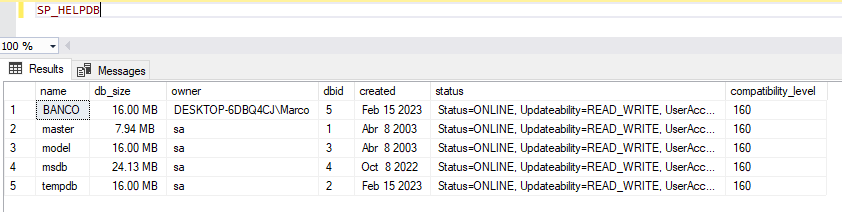 SP_HELPDB
100 %
Results Messages
name db_size owner dbid created status compatibility_level
1 BANCO 16.00 MB DESKTOP-6DBQ4CJ\Marco 5 Feb 15 2023 Status=ONLINE, Updateability=READ_WRITE, UserAcc... 160
2 master 7.94 MB sa 1 Abr 8 2003 Status=ONLINE, Updateability=READ_WRITE, UserAcc... 160
3 model 16.00 MB sa 3 Abr 8 2003 Status=ONLINE, Updateability=READ_WRITE, UserAcc... 160
4 msdb 24.13 MB sa 4 Oct 8 2022 Status=ONLINE, Updateability=READ_WRITE, UserAcc... 160
5 tempdb 16.00 MB sa 2 Feb 15 2023 Status=ONLINE, Updateability=READ_WRITE, UserAcc... 160